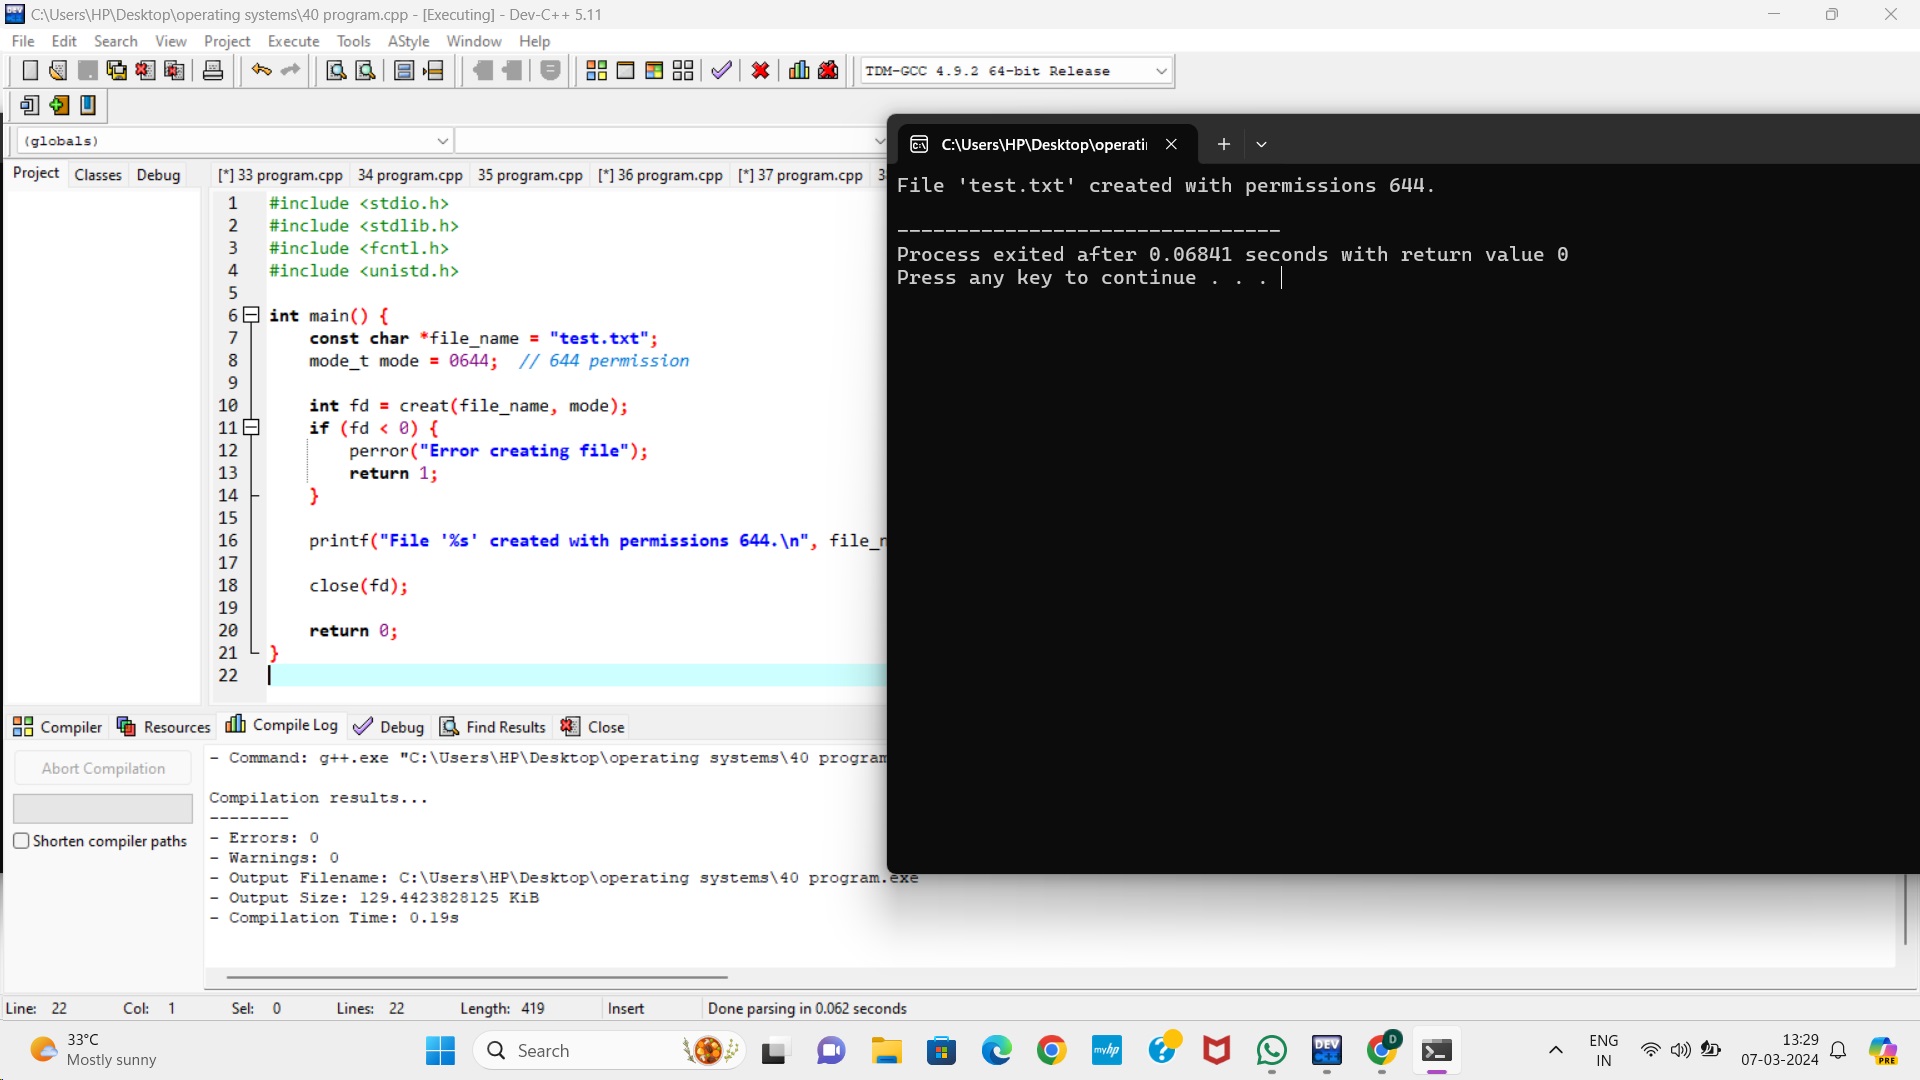 C:\Users\HP\Desktop\operating systems\40 program.cpp - [Executing] - Dev-C++ 5.11
File Edit Search View Project Execute Tools AStyle Window Help
TDM-GCC 4.9.2 64-bit Release
(globals)
Project Classes Debug
[*] 33 program.cpp 34 program.cpp 35 program.cpp [*] 36 program.cpp [*] 37 program.cpp
1 #include <stdio.h>
2 #include <stdlib.h>
3 #include <fcntl.h>
4 #include <unistd.h>
5
6 int main() {
7 const char *file_name = "test.txt";
8 mode_t mode = 0644; // 644 permission
9
10 int fd = creat(file_name, mode);
11 if (fd < 0) {
12 perror("Error creating file");
13 return 1;
14 }
15
16 printf("File '%s' created with permissions 644.\n", file_n
17
18 close(fd);
19
20 return 0;
21 }
22
C:\Users\HP\Desktop\operati
File 'test.txt' created with permissions 644.
--------------------------------
Process exited after 0.06841 seconds with return value 0
Press any key to continue . . .
Compiler Resources Compile Log Debug Find Results Close
Abort Compilation
Shorten compiler paths
- Command: g++.exe "C:\Users\HP\Desktop\operating systems\40 program
Compilation results...
--------
- Errors: 0
- Warnings: 0
- Output Filename: C:\Users\HP\Desktop\operating systems\40 program.exe
- Output Size: 129.4423828125 KiB
- Compilation Time: 0.19s
Line: 22 Col: 1 Sel: 0 Lines: 22 Length: 419 Insert Done parsing in 0.062 seconds
33°C
Mostly sunny
Search
myhp
DEV
D
ENG
IN
13:29
07-03-2024
PRE